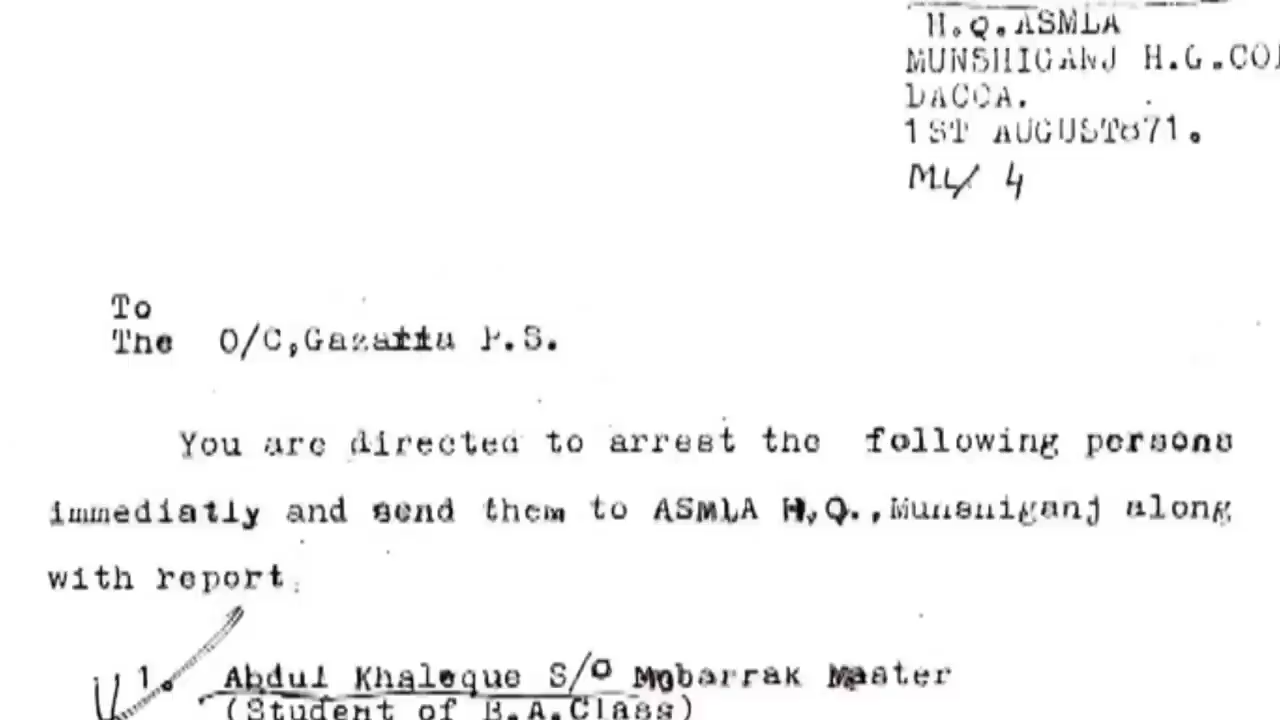 H.Q.ASMLA
MUNSHIGANJ H.G.CO
DACCA.
1ST AUGUST871.
ML/ 4
To
The O/C,Gazaria P.S.
You are directed to arrest the following persons
immediatly and send them to ASMLA H.Q.,Munshiganj along
with report.
1. Abdul Khaleque S/O Mobarrak Master
(Student of B.A.Class)